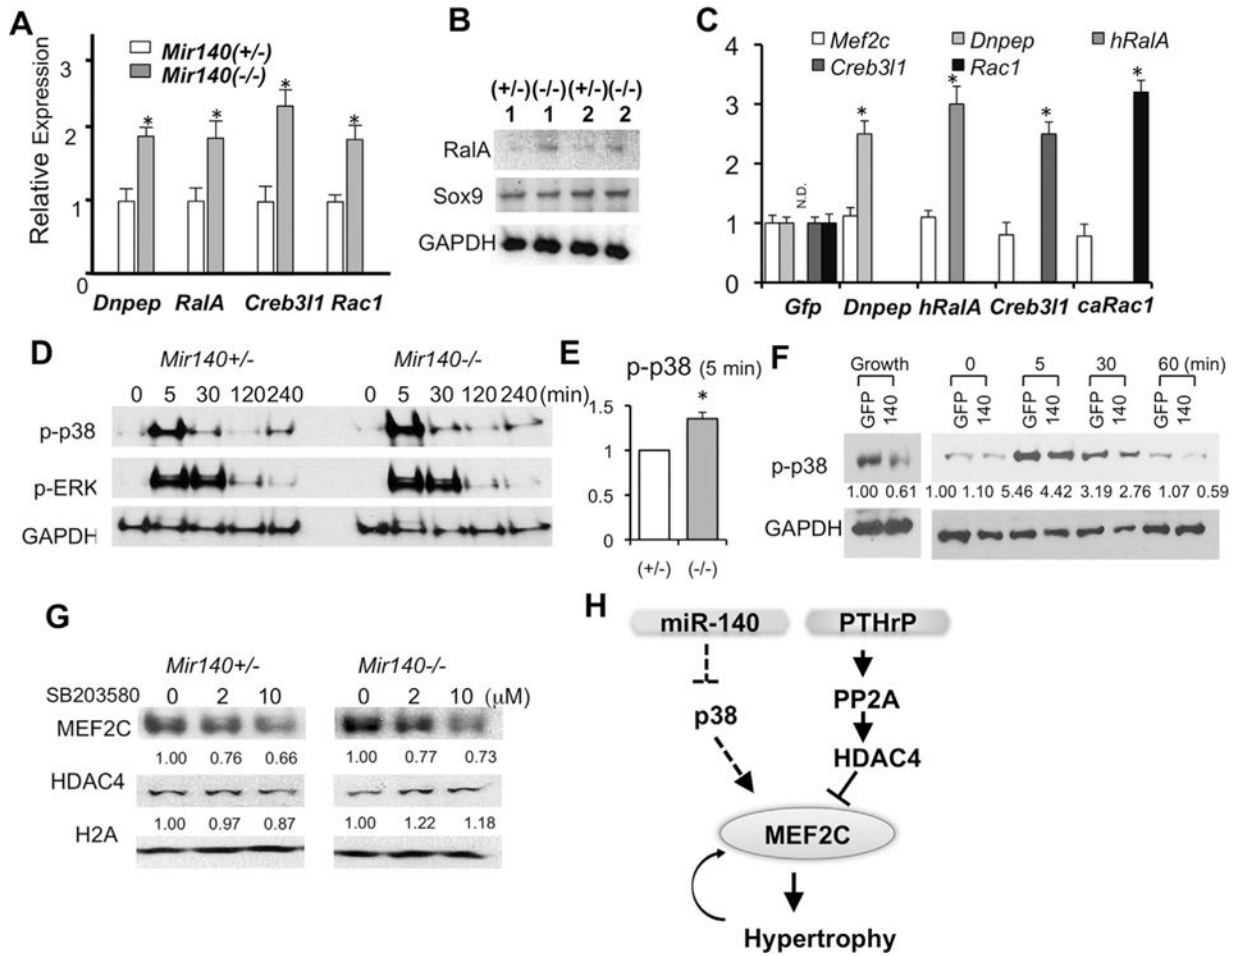 A
Mir140(+/-)
Mir140(-/-)
Relative Expression
3
2
1
0
* * * *
Dnpep RalA Creb3l1 Rac1
B
(+/-) (-/-) (+/-) (-/-)
1 1 2 2
RalA
Sox9
GAPDH
C
Mef2c Dnpep hRalA
Creb3l1 Rac1
4
3
2
1
0
N.D.
* * * *
Gfp Dnpep hRalA Creb3l1 caRac1
D
Mir140+/- Mir140-/-
0 5 30 120 240 0 5 30 120 240 (min)
p-p38
p-ERK
GAPDH
E
p-p38 (5 min)
1.5
1
0.5
0
*
(+/-) (-/-)
F
Growth 0 5 30 60 (min)
GFP 140 GFP 140 GFP 140 GFP 140 GFP 140
p-p38
1.00 0.61 1.00 1.10 5.46 4.42 3.19 2.76 1.07 0.59
GAPDH
G
Mir140+/- Mir140-/-
SB203580 0 2 10 0 2 10 (μM)
MEF2C
1.00 0.76 0.66 1.00 0.77 0.73
HDAC4
1.00 0.97 0.87 1.00 1.22 1.18
H2A
H
miR-140 PTHrP
p38 PP2A
HDAC4
MEF2C
Hypertrophy